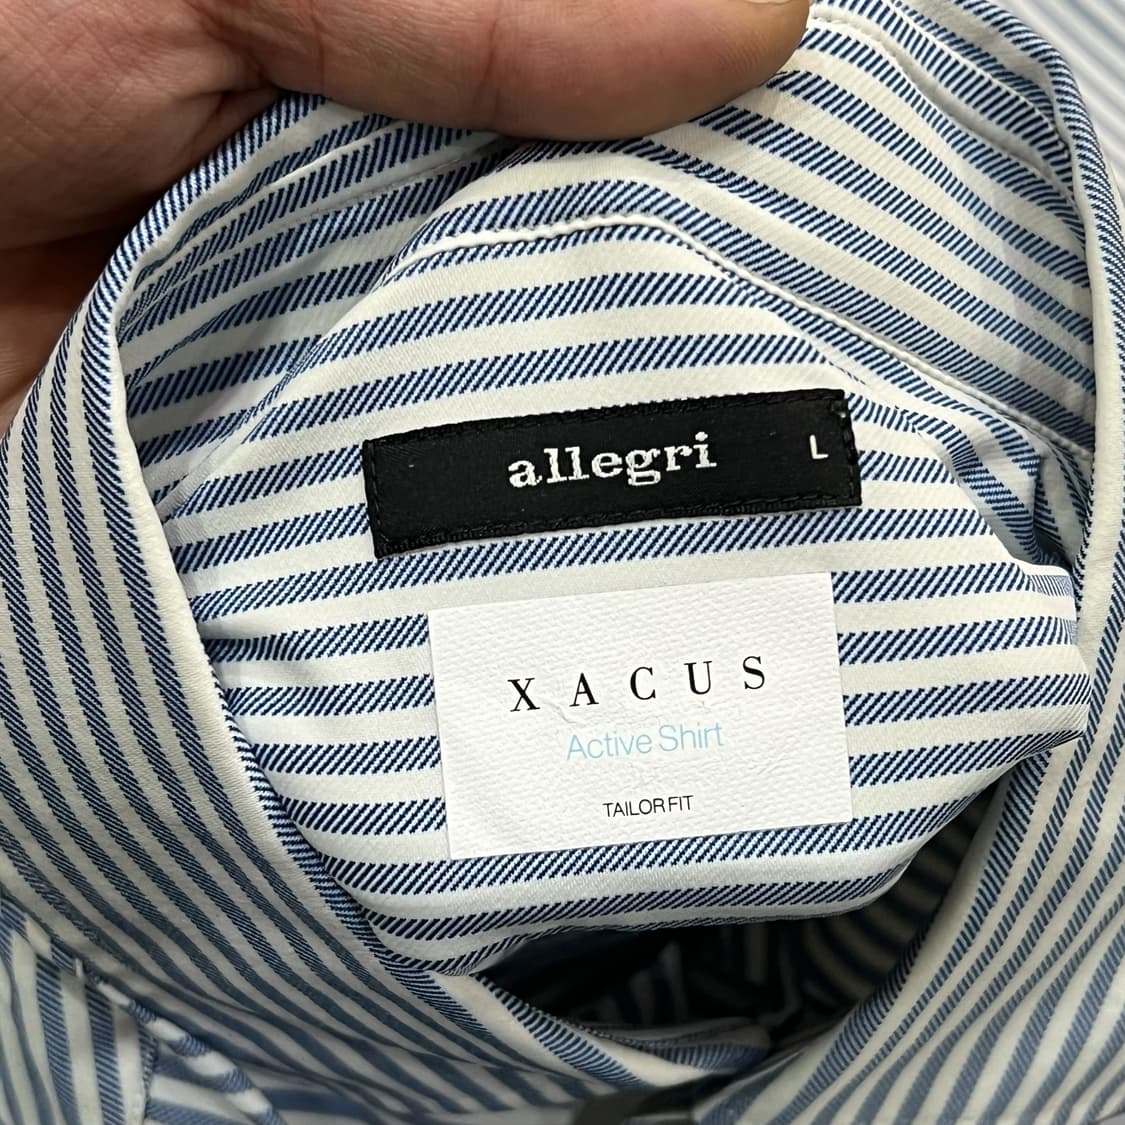 allegri L
XACUS
Active Shirt
TAILOR FIT